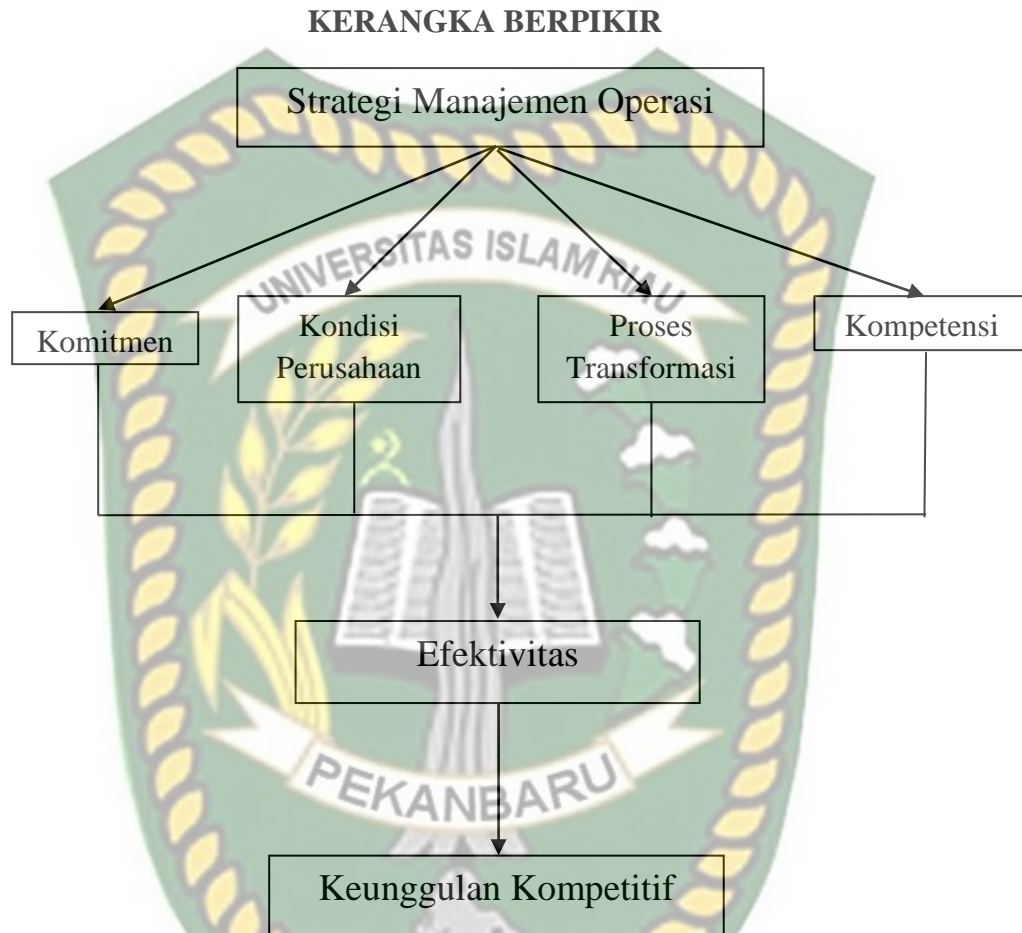 KERANGKA BERPIKIR
Strategi Manajemen Operasi
UNIVERSITAS ISLAM RIAU
Komitmen
Kondisi
Perusahaan
Proses
Transformasi
Kompetensi
Efektivitas
PEKANBARU
Keunggulan Kompetitif